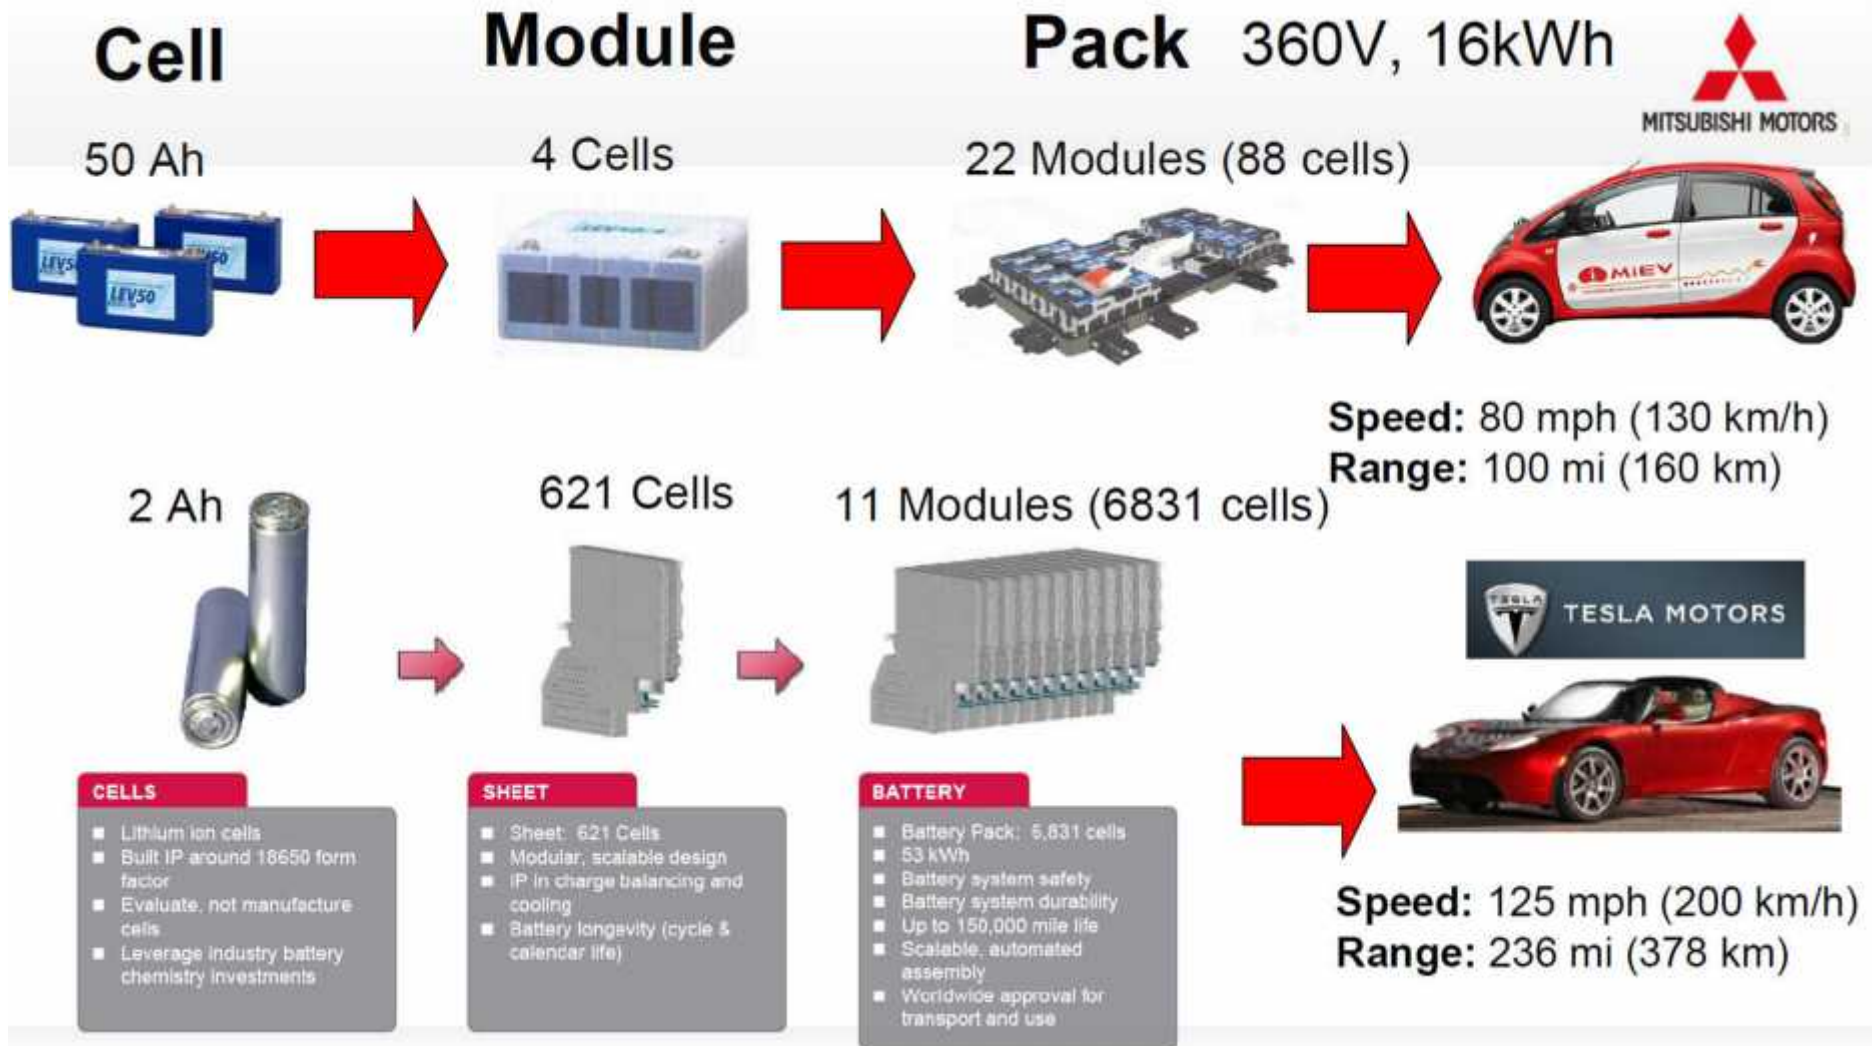 Cell
Module
Pack 360V, 16kWh
MITSUBISHI MOTORS
50 Ah
4 Cells
22 Modules (88 cells)
LEV50
LEV50
MiEV
Speed: 80 mph (130 km/h)
Range: 100 mi (160 km)
2 Ah
621 Cells
11 Modules (6831 cells)
TESLA
TESLA MOTORS
CELLS
Lithium ion cells
Built IP around 18650 form
factor
Evaluate, not manufacture
cells
Leverage industry battery
chemistry investments
SHEET
Sheet: 621 Cells
Modular, scalable design
IP in charge balancing and
cooling
Battery longevity (cycle &
calendar life)
BATTERY
Battery Pack: 6,831 cells
53 kWh
Battery system safety
Battery system durability
Up to 150,000 mile life
Scalable, automated
assembly
Worldwide approval for
transport and use
Speed: 125 mph (200 km/h)
Range: 236 mi (378 km)